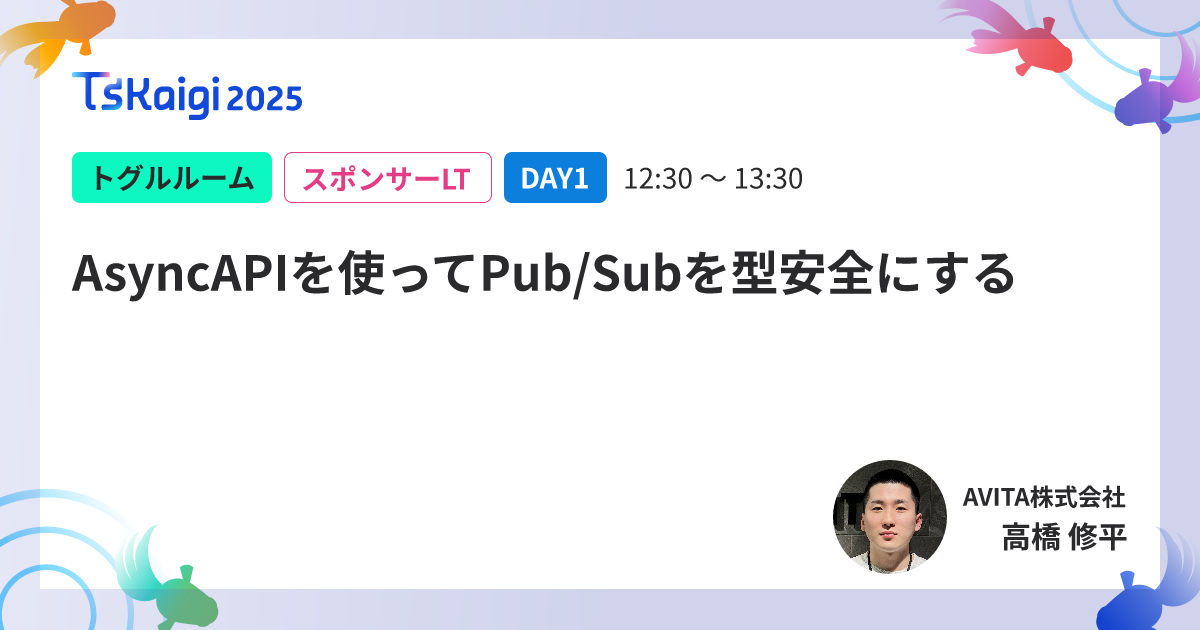 TSKaigi 2025
トグルルーム スポンサーLT DAY1 12:30 〜 13:30
AsyncAPIを使ってPub/Subを型安全にする
AVITA株式会社
高橋 修平